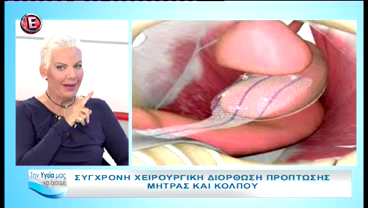 E
Την Υγεία μας
να έχουμε
ΣΥΓΧΡΟΝΗ ΧΕΙΡΟΥΡΓΙΚΗ ΔΙΟΡΘΩΣΗ ΠΡΟΠΤΩΣΗΣ
ΜΗΤΡΑΣ ΚΑΙ ΚΟΛΠΟΥ